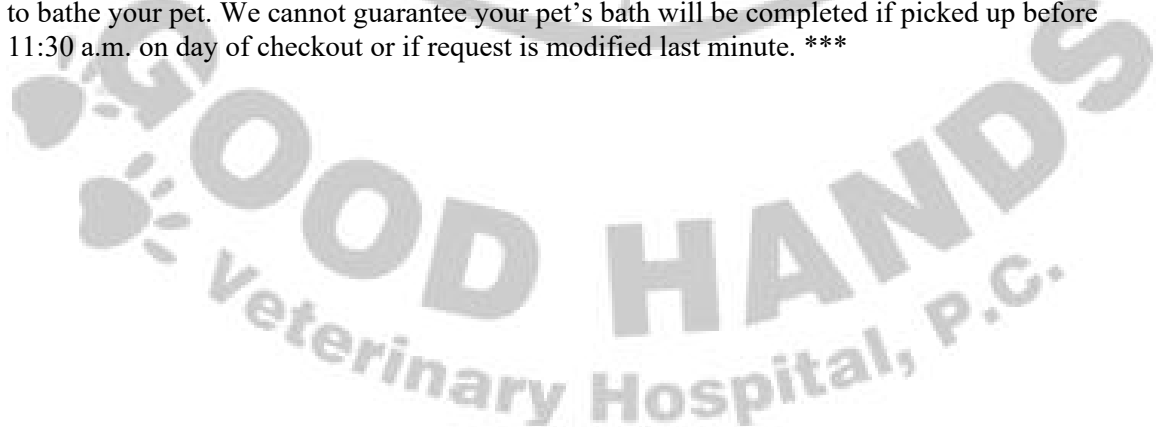 to bathe your pet. We cannot guarantee your pet’s bath will be completed if picked up before
11:30 a.m. on day of checkout or if request is modified last minute. ***
GOOD HANDS
Veterinary Hospital, P.C.